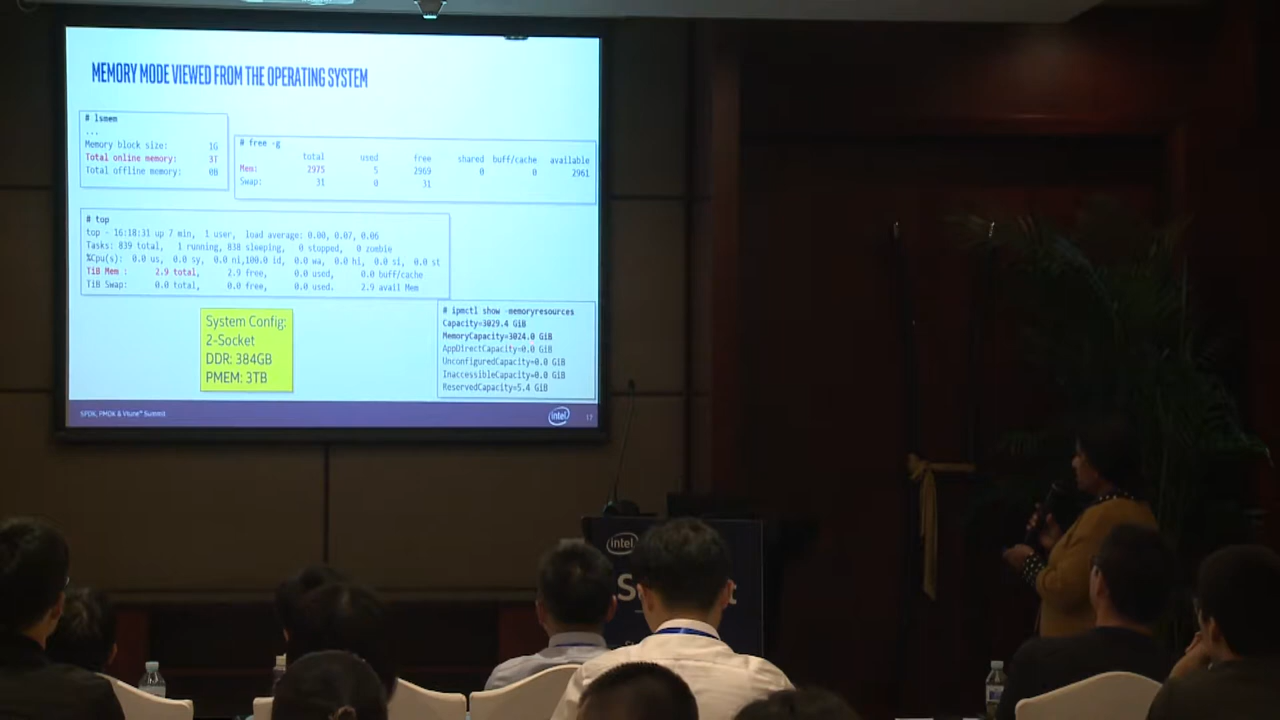 MEMORY MODE VIEWED FROM THE OPERATING SYSTEM
# lsmem
...
Memory block size: 1G
Total online memory: 3T
Total offline memory: 0B
# free -g
total used free shared buff/cache available
Mem: 2975 5 2969 0 0 2961
Swap: 31 0 31
# top
top - 16:18:31 up 7 min, 1 user, load average: 0.00, 0.07, 0.06
Tasks: 839 total, 1 running, 838 sleeping, 0 stopped, 0 zombie
%Cpu(s): 0.0 us, 0.0 sy, 0.0 ni,100.0 id, 0.0 wa, 0.0 hi, 0.0 si, 0.0 st
TiB Mem : 2.9 total, 2.9 free, 0.0 used, 0.0 buff/cache
TiB Swap: 0.0 total, 0.0 free, 0.0 used. 2.9 avail Mem
System Config:
2-Socket
DDR: 384GB
PMEM: 3TB
# ipmctl show -memoryresources
Capacity=3029.4 GiB
MemoryCapacity=3024.0 GiB
AppDirectCapacity=0.0 GiB
UnconfiguredCapacity=0.0 GiB
InaccessibleCapacity=0.0 GiB
ReservedCapacity=5.4 GiB
SPDK, PMDK & Vtune™ Summit
intel
17
intel